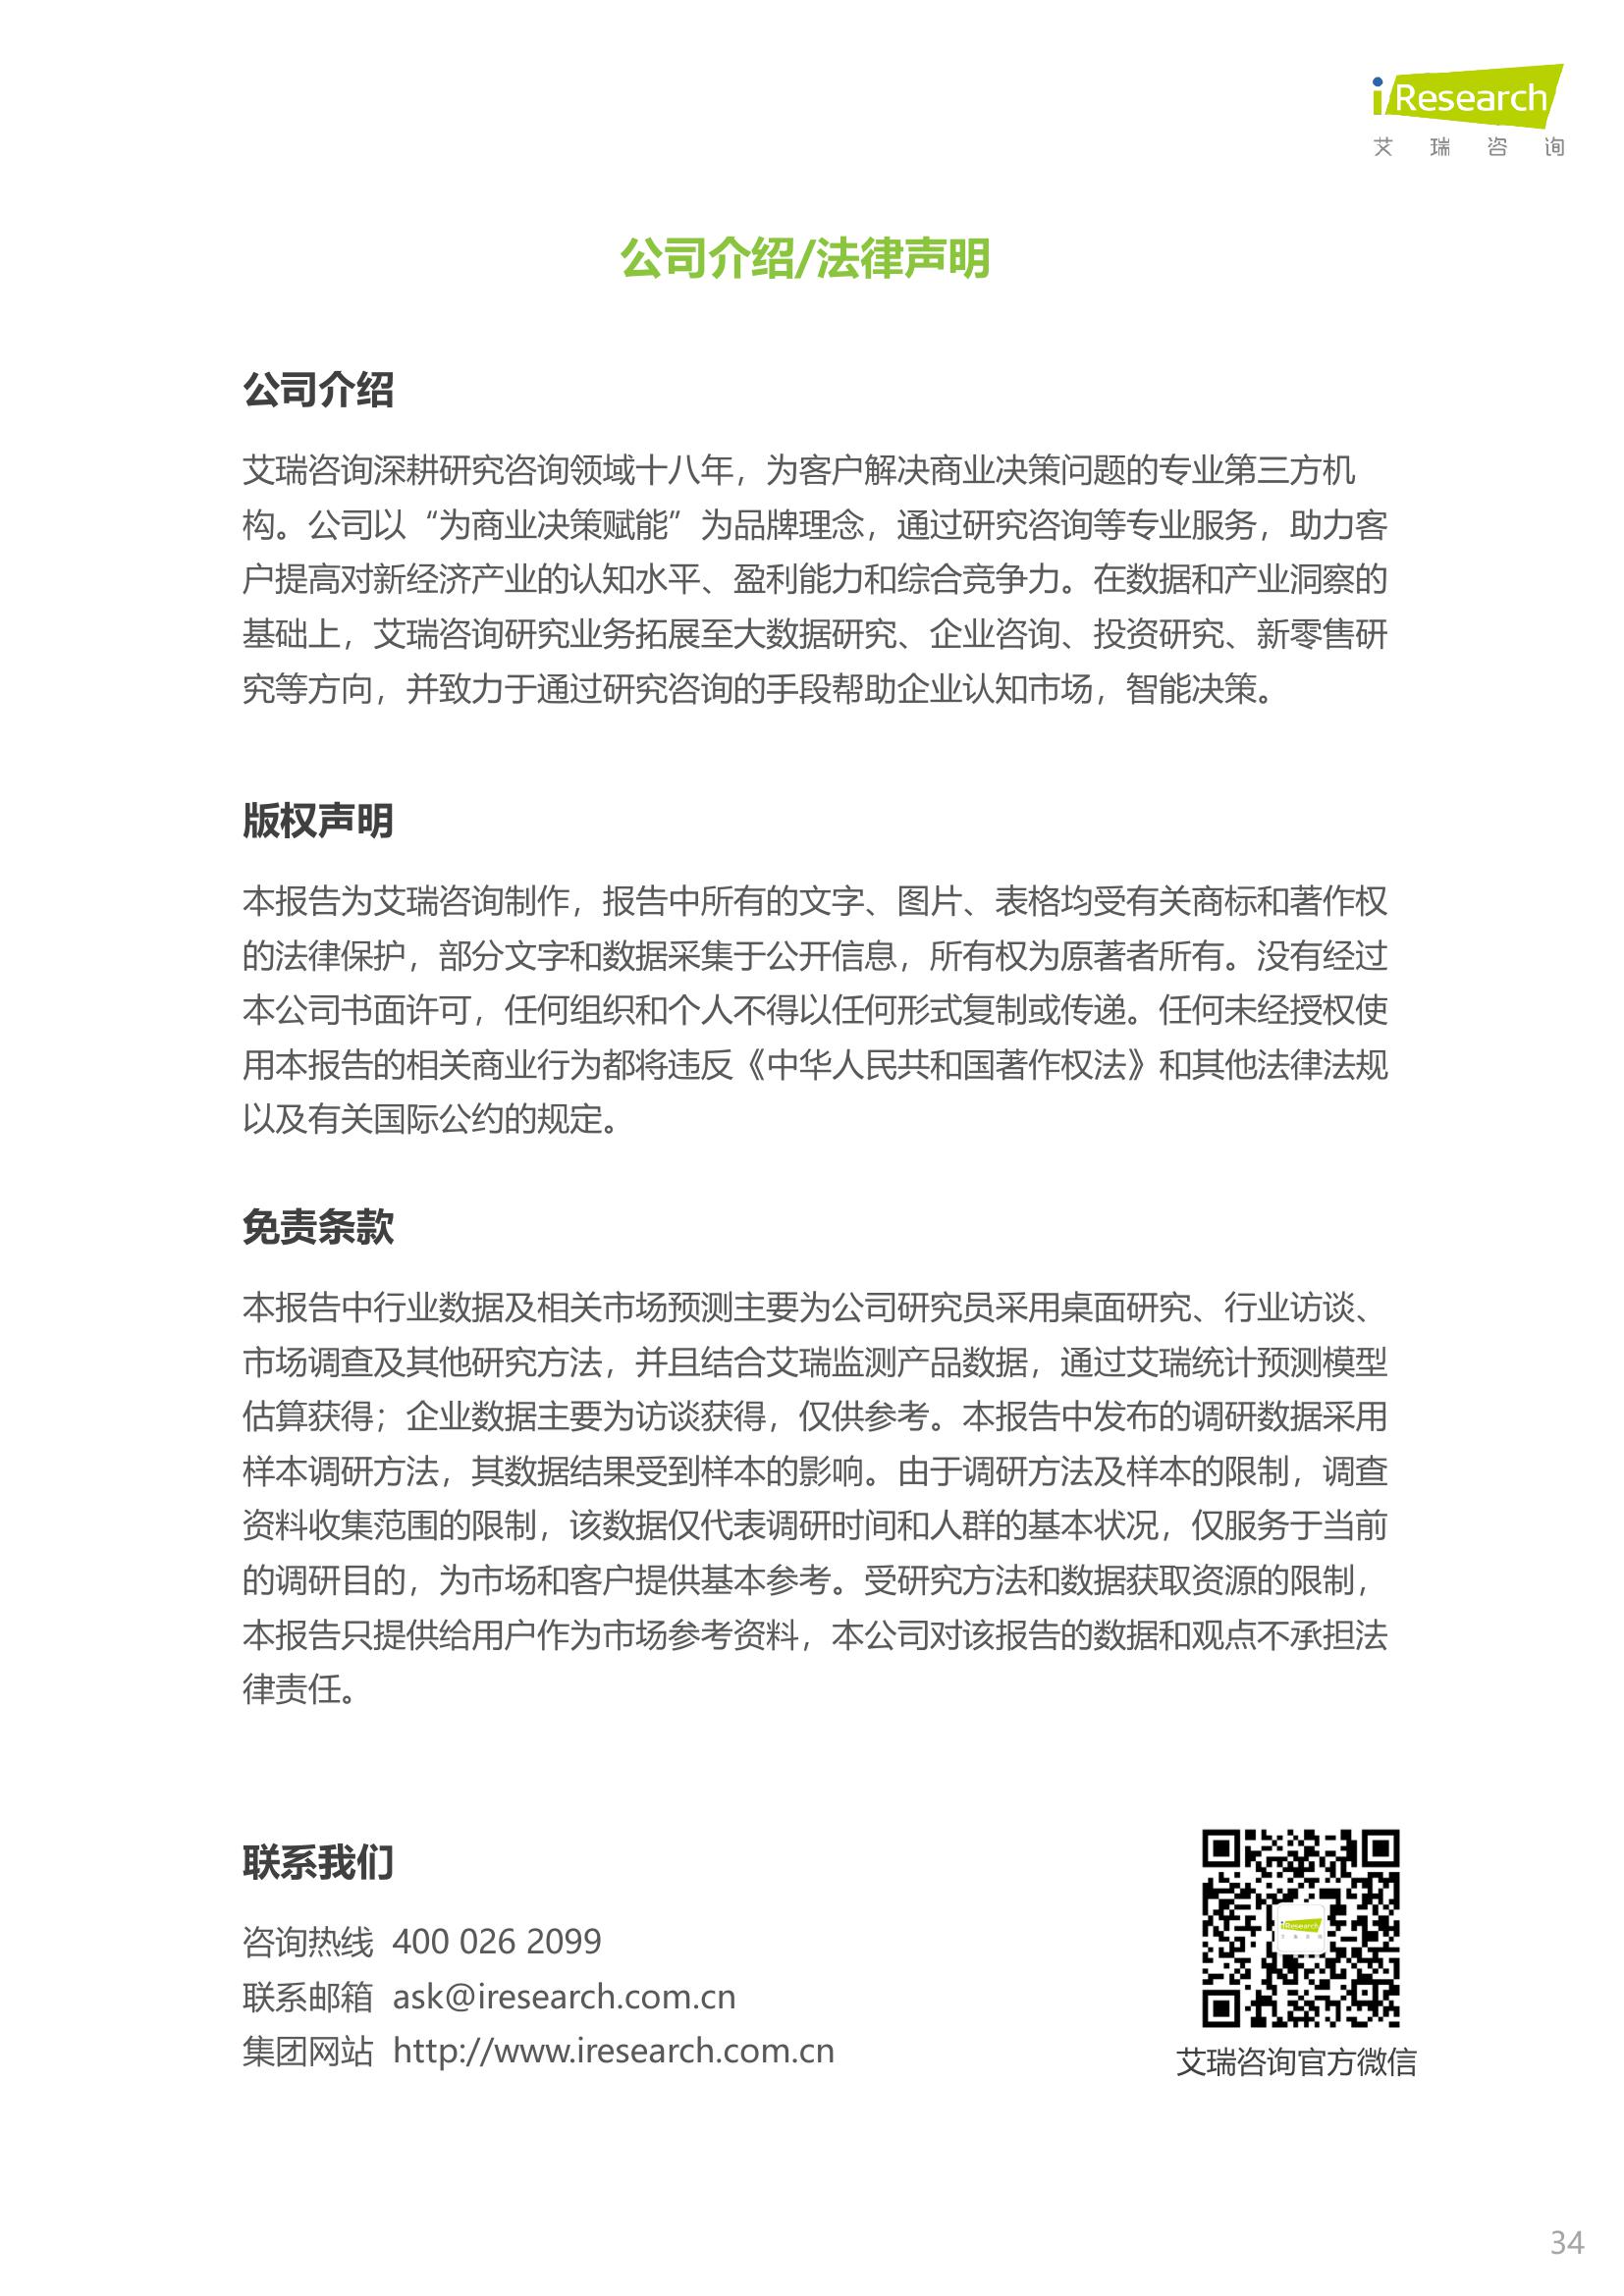 iResearch
艾瑞咨询
公司介绍/法律声明
公司介绍
艾瑞咨询深耕研究咨询领域十八年，为客户解决商业决策问题的专业第三方机
构。公司以“为商业决策赋能”为品牌理念，通过研究咨询等专业服务，助力客
户提高对新经济产业的认知水平、盈利能力和综合竞争力。在数据和产业洞察的
基础上，艾瑞咨询研究业务拓展至大数据研究、企业咨询、投资研究、新零售研
究等方向，并致力于通过研究咨询的手段帮助企业认知市场，智能决策。
版权声明
本报告为艾瑞咨询制作，报告中所有的文字、图片、表格均受有关商标和著作权
的法律保护，部分文字和数据采集于公开信息，所有权为原著者所有。没有经过
本公司书面许可，任何组织和个人不得以任何形式复制或传递。任何未经授权使
用本报告的相关商业行为都将违反《中华人民共和国著作权法》和其他法律法规
以及有关国际公约的规定。
免责条款
本报告中行业数据及相关市场预测主要为公司研究员采用桌面研究、行业访谈、
市场调查及其他研究方法，并且结合艾瑞监测产品数据，通过艾瑞统计预测模型
估算获得；企业数据主要为访谈获得，仅供参考。本报告中发布的调研数据采用
样本调研方法，其数据结果受到样本的影响。由于调研方法及样本的限制，调查
资料收集范围的限制，该数据仅代表调研时间和人群的基本状况，仅服务于当前
的调研目的，为市场和客户提供基本参考。受研究方法和数据获取资源的限制，
本报告只提供给用户作为市场参考资料，本公司对该报告的数据和观点不承担法
律责任。
联系我们
咨询热线 400 026 2099
联系邮箱 ask@iresearch.com.cn
集团网站 http://www.iresearch.com.cn
iResearch
艾瑞咨询官方微信
34